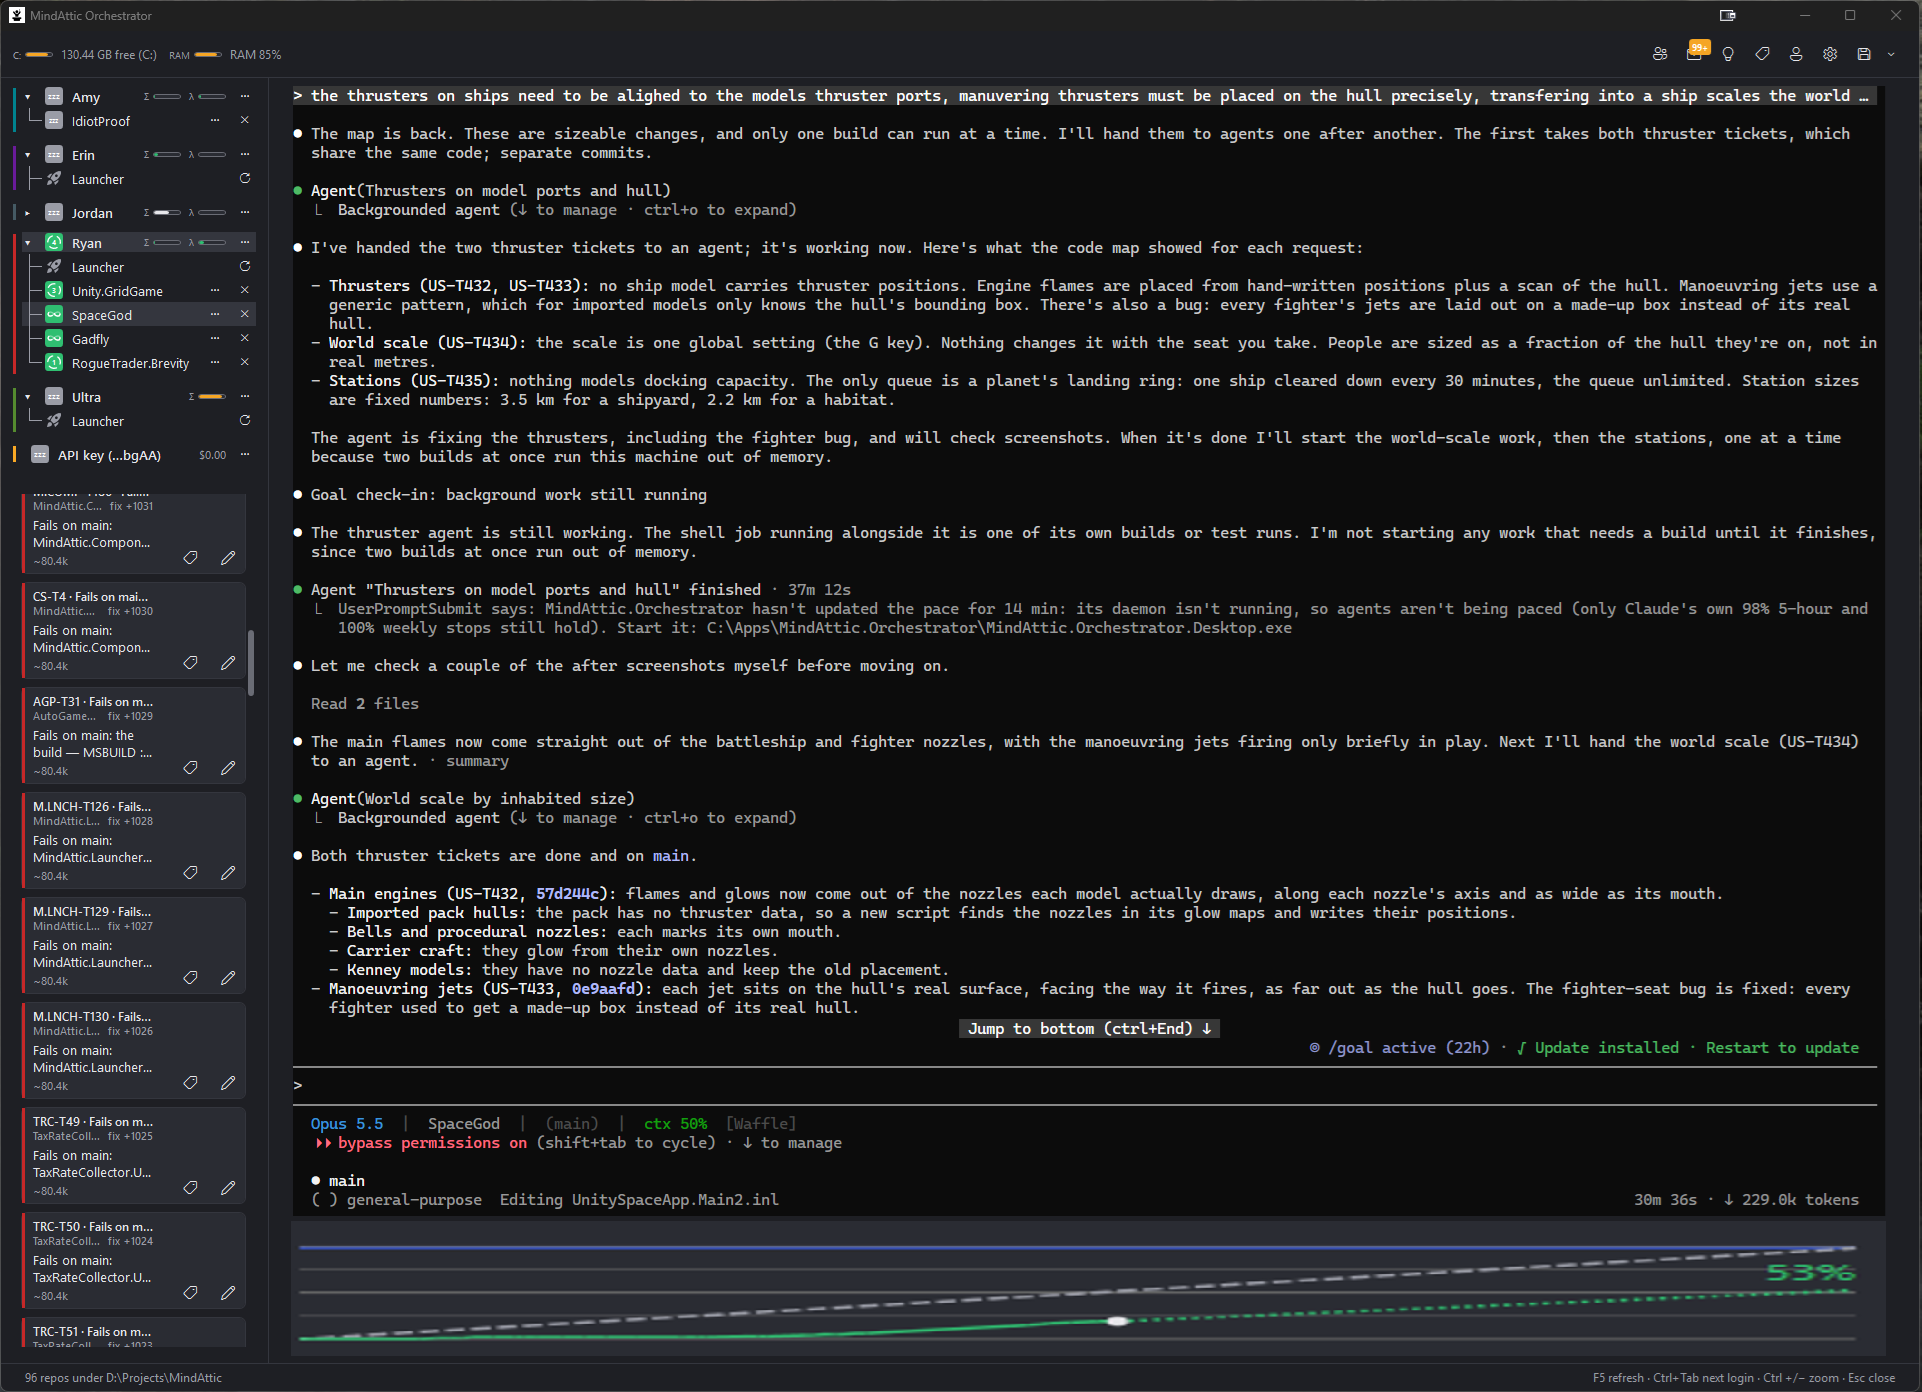 MindAttic Orchestrator
C: 130.44 GB free (C:) RAM RAM 85%
99+
Amy Σ λ ...
IdiotProof ... ×
Erin Σ λ ...
Launcher
Jordan Σ λ ...
Ryan Σ λ ...
Launcher
Unity.GridGame ... ×
SpaceGod ... ×
Gadfly ... ×
RogueTrader.Brevity ... ×
Ultra Σ ...
Launcher
API key (...bgAA) $0.00 ...
MindAttic.C... fix +1031
Fails on main:
MindAttic.Compon...
~80.4k
CS-T4 · Fails on mai...
MindAttic.... fix +1030
Fails on main:
MindAttic.Compon...
~80.4k
AGP-T31 · Fails on m...
AutoGame... fix +1029
Fails on main: the
build — MSBUILD :...
~80.4k
M.LNCH-T126 · Fails...
MindAttic.L... fix +1028
Fails on main:
MindAttic.Launcher...
~80.4k
M.LNCH-T129 · Fails...
MindAttic.L... fix +1027
Fails on main:
MindAttic.Launcher...
~80.4k
M.LNCH-T130 · Fails...
MindAttic.L... fix +1026
Fails on main:
MindAttic.Launcher...
~80.4k
TRC-T49 · Fails on m...
TaxRateColl... fix +1025
Fails on main:
TaxRateCollector.U...
~80.4k
TRC-T50 · Fails on m...
TaxRateColl... fix +1024
Fails on main:
TaxRateCollector.U...
~80.4k
TRC-T51 · Fails on m...
TaxRateColl... fix +1023
> the thrusters on ships need to be alighed to the models thruster ports, manuvering thrusters must be placed on the hull precisely, transfering into a ship scales the world …
● The map is back. These are sizeable changes, and only one build can run at a time. I'll hand them to agents one after another. The first takes both thruster tickets, which
share the same code; separate commits.
● Agent(Thrusters on model ports and hull)
└ Backgrounded agent (↓ to manage · ctrl+o to expand)
● I've handed the two thruster tickets to an agent; it's working now. Here's what the code map showed for each request:
– Thrusters (US-T432, US-T433): no ship model carries thruster positions. Engine flames are placed from hand-written positions plus a scan of the hull. Manoeuvring jets use a
generic pattern, which for imported models only knows the hull's bounding box. There's also a bug: every fighter's jets are laid out on a made-up box instead of its real
hull.
– World scale (US-T434): the scale is one global setting (the G key). Nothing changes it with the seat you take. People are sized as a fraction of the hull they're on, not in
real metres.
– Stations (US-T435): nothing models docking capacity. The only queue is a planet's landing ring: one ship cleared down every 30 minutes, the queue unlimited. Station sizes
are fixed numbers: 3.5 km for a shipyard, 2.2 km for a habitat.
The agent is fixing the thrusters, including the fighter bug, and will check screenshots. When it's done I'll start the world-scale work, then the stations, one at a time
because two builds at once run this machine out of memory.
● Goal check-in: background work still running
● The thruster agent is still working. The shell job running alongside it is one of its own builds or test runs. I'm not starting any work that needs a build until it finishes,
since two builds at once run out of memory.
● Agent "Thrusters on model ports and hull" finished · 37m 12s
└ UserPromptSubmit says: MindAttic.Orchestrator hasn't updated the pace for 14 min: its daemon isn't running, so agents aren't being paced (only Claude's own 98% 5-hour and
100% weekly stops still hold). Start it: C:\Apps\MindAttic.Orchestrator\MindAttic.Orchestrator.Desktop.exe
● Let me check a couple of the after screenshots myself before moving on.
Read 2 files
● The main flames now come straight out of the battleship and fighter nozzles, with the manoeuvring jets firing only briefly in play. Next I'll hand the world scale (US-T434)
to an agent. · summary
● Agent(World scale by inhabited size)
└ Backgrounded agent (↓ to manage · ctrl+o to expand)
● Both thruster tickets are done and on main.
– Main engines (US-T432, 57d244c): flames and glows now come out of the nozzles each model actually draws, along each nozzle's axis and as wide as its mouth.
– Imported pack hulls: the pack has no thruster data, so a new script finds the nozzles in its glow maps and writes their positions.
– Bells and procedural nozzles: each marks its own mouth.
– Carrier craft: they glow from their own nozzles.
– Kenney models: they have no nozzle data and keep the old placement.
– Manoeuvring jets (US-T433, 0e9aafd): each jet sits on the hull's real surface, facing the way it fires, as far out as the hull goes. The fighter-seat bug is fixed: every
fighter used to get a made-up box instead of its real hull.
Jump to bottom (ctrl+End) ↓
◎ /goal active (22h) · √ Update installed · Restart to update
>
Opus 5.5 | SpaceGod | (main) | ctx 50% [Waffle]
▸▸ bypass permissions on (shift+tab to cycle) · ↓ to manage
● main
( ) general-purpose Editing UnitySpaceApp.Main2.inl 30m 36s · ↓ 229.0k tokens
53%
96 repos under D:\Projects\MindAttic
F5 refresh · Ctrl+Tab next login · Ctrl +/− zoom · Esc close